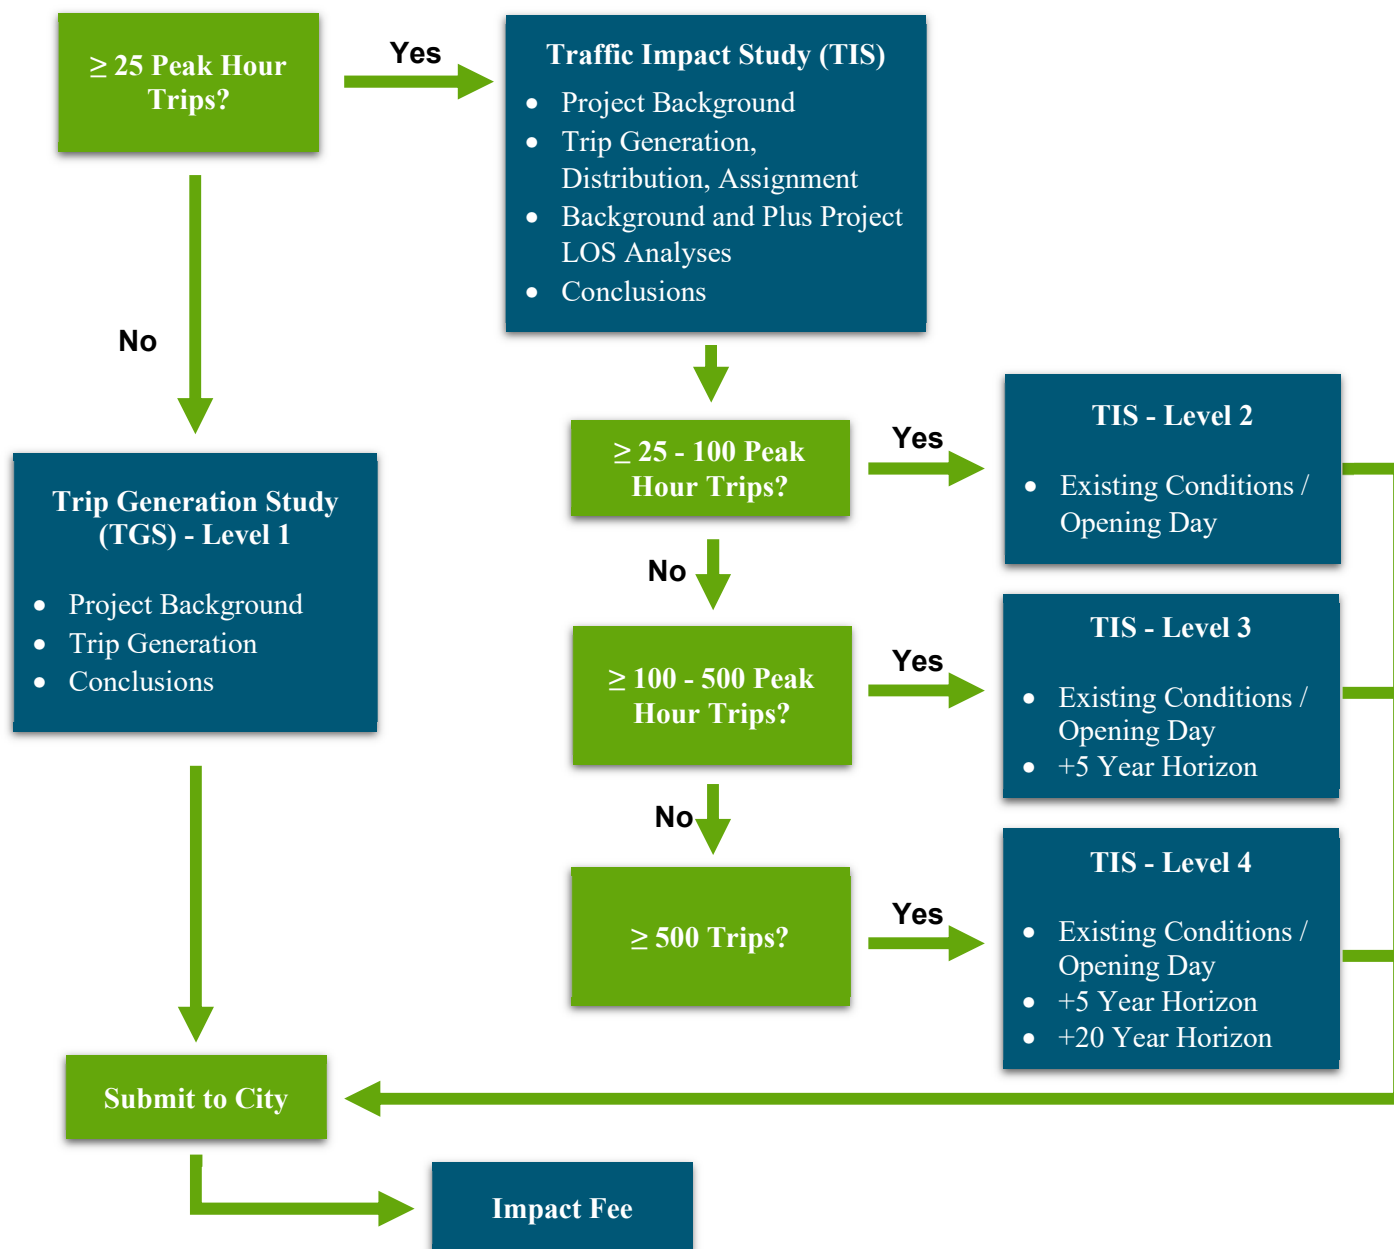 ≥ 25 Peak Hour
Trips?
Yes
Traffic Impact Study (TIS)
• Project Background
• Trip Generation,
Distribution, Assignment
• Background and Plus Project
LOS Analyses
• Conclusions
No
Trip Generation Study
(TGS) - Level 1
• Project Background
• Trip Generation
• Conclusions
≥ 25 - 100 Peak
Hour Trips?
Yes
TIS - Level 2
• Existing Conditions /
Opening Day
No
≥ 100 - 500 Peak
Hour Trips?
Yes
TIS - Level 3
• Existing Conditions /
Opening Day
• +5 Year Horizon
No
≥ 500 Trips?
Yes
TIS - Level 4
• Existing Conditions /
Opening Day
• +5 Year Horizon
• +20 Year Horizon
Submit to City
Impact Fee